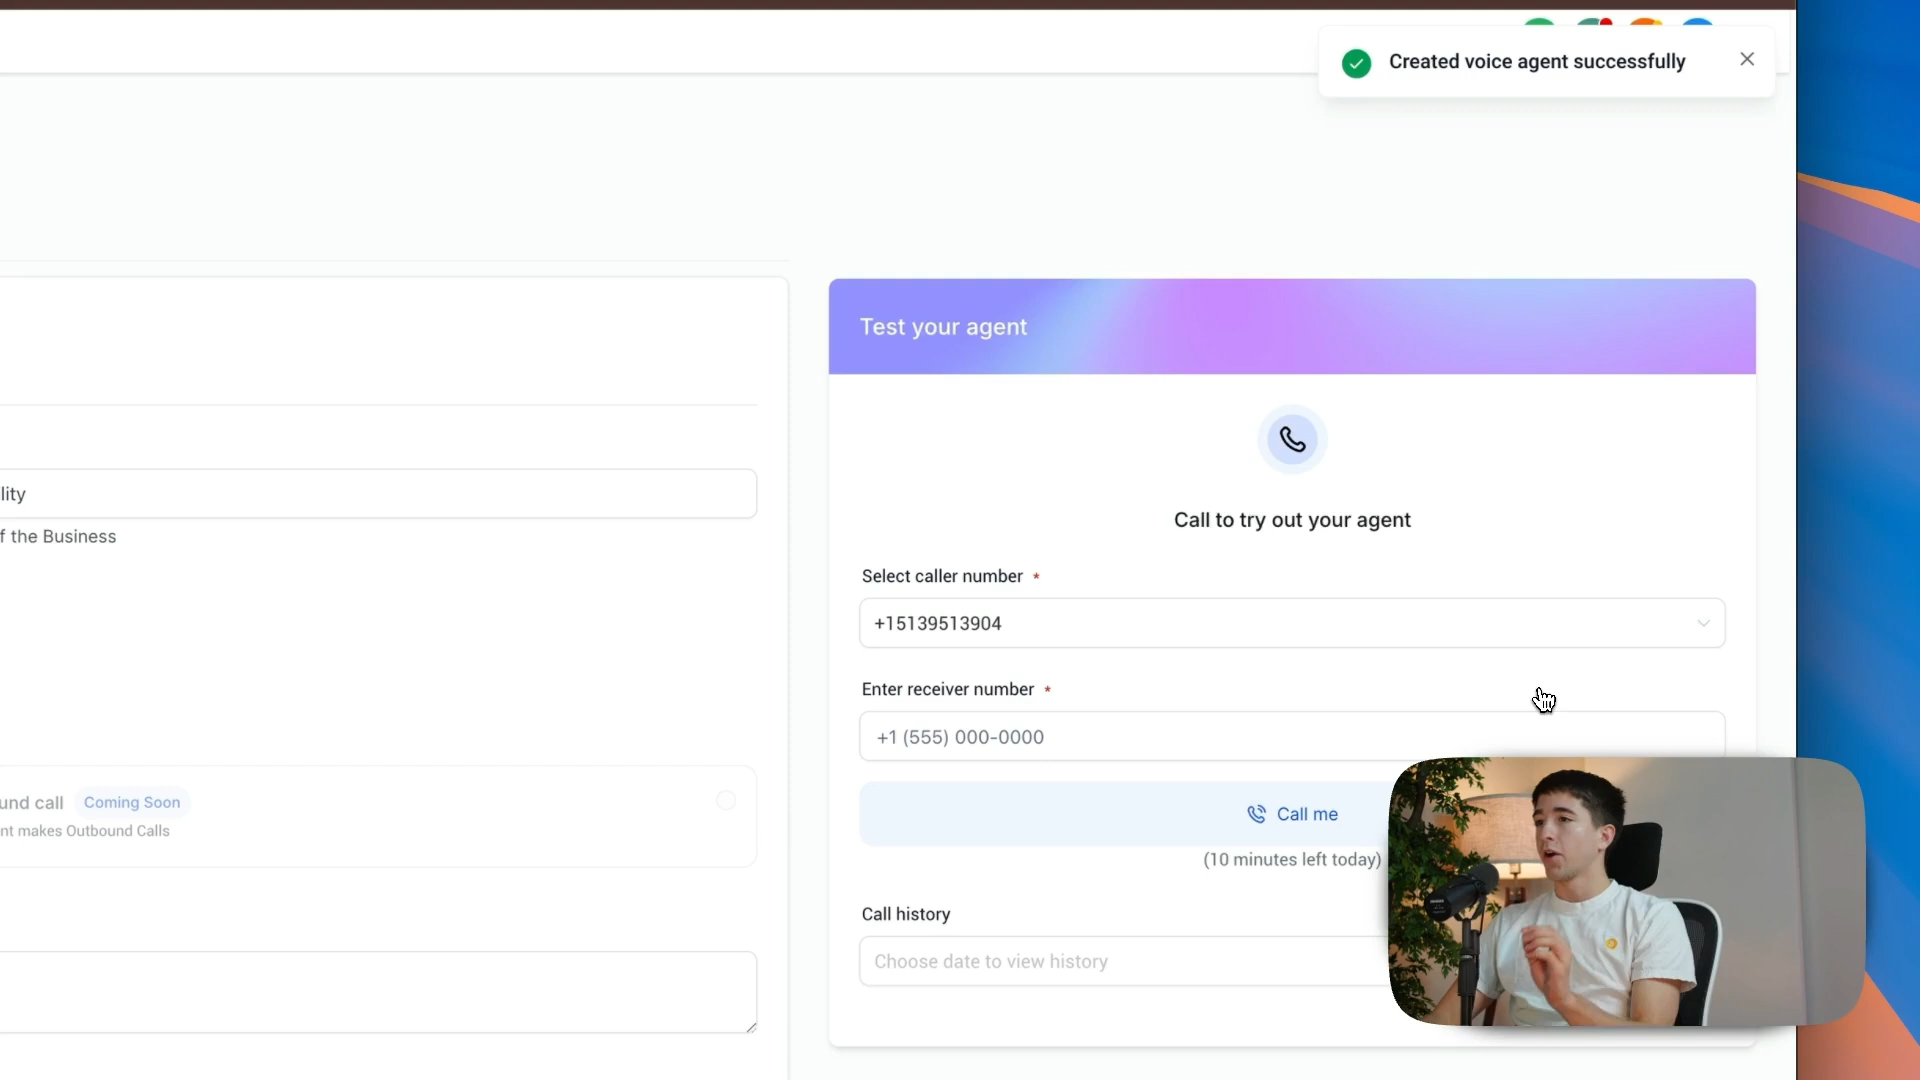 Created voice agent successfully
Test your agent
lity
f the Business
Call to try out your agent
Select caller number *
+15139513904
Enter receiver number *
+1 (555) 000-0000
und call Coming Soon
nt makes Outbound Calls
Call me
(10 minutes left today)
Call history
Choose date to view history